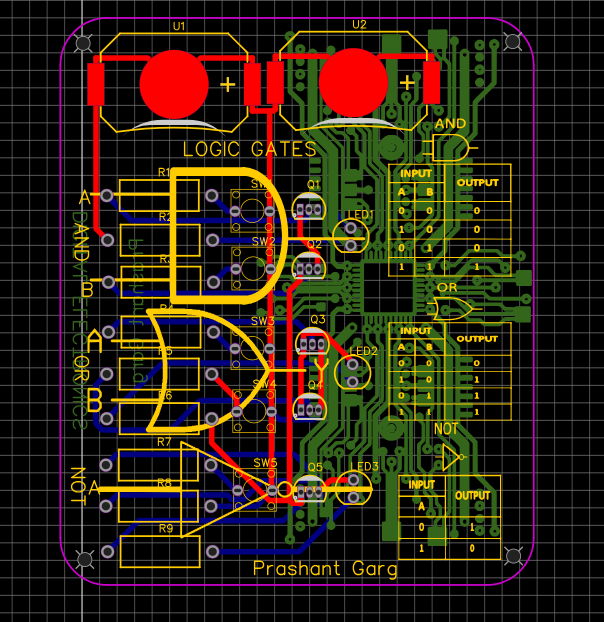 U1
U2
+
+
LOGIC GATES
AND
R1
SW1
Q1
INPUT
OUTPUT
A B
A
0 0 0
R2
LED1
0 1 0
AND
SW2
Q2
1 0 0
R3
1 1 1
B
OR
R4
SW3
Q3
INPUT
OUTPUT
A
A B
R5
LED2
0 0 0
OR
1 0 1
SW4
Q4
0 1 1
B
R6
1 1 1
NOT
R7
SW5
Q5
LED3
NOT
A
R8
INPUT
OUTPUT
A
R9
0 1
1 0
Prashant Garg